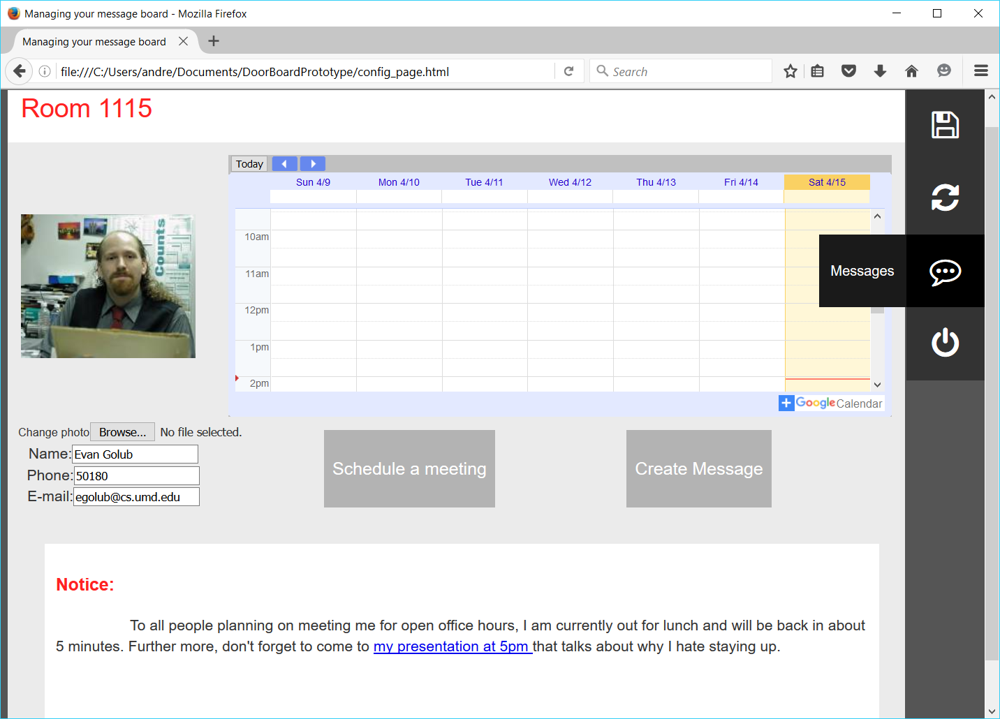 Managing your message board - Mozilla Firefox
Managing your message board
file:///C:/Users/andre/Documents/DoorBoardPrototype/config_page.html
Search
Room 1115
Today
Sun 4/9 Mon 4/10 Tue 4/11 Wed 4/12 Thu 4/13 Fri 4/14 Sat 4/15
Counts
10am
11am
12pm
1pm
2pm
Messages
Google Calendar
Change photo Browse... No file selected.
Name: Evan Golub
Phone: 50180
E-mail: egolub@cs.umd.edu
Schedule a meeting
Create Message
Notice:
To all people planning on meeting me for open office hours, I am currently out for lunch and will be back in about
5 minutes. Further more, don't forget to come to my presentation at 5pm that talks about why I hate staying up.